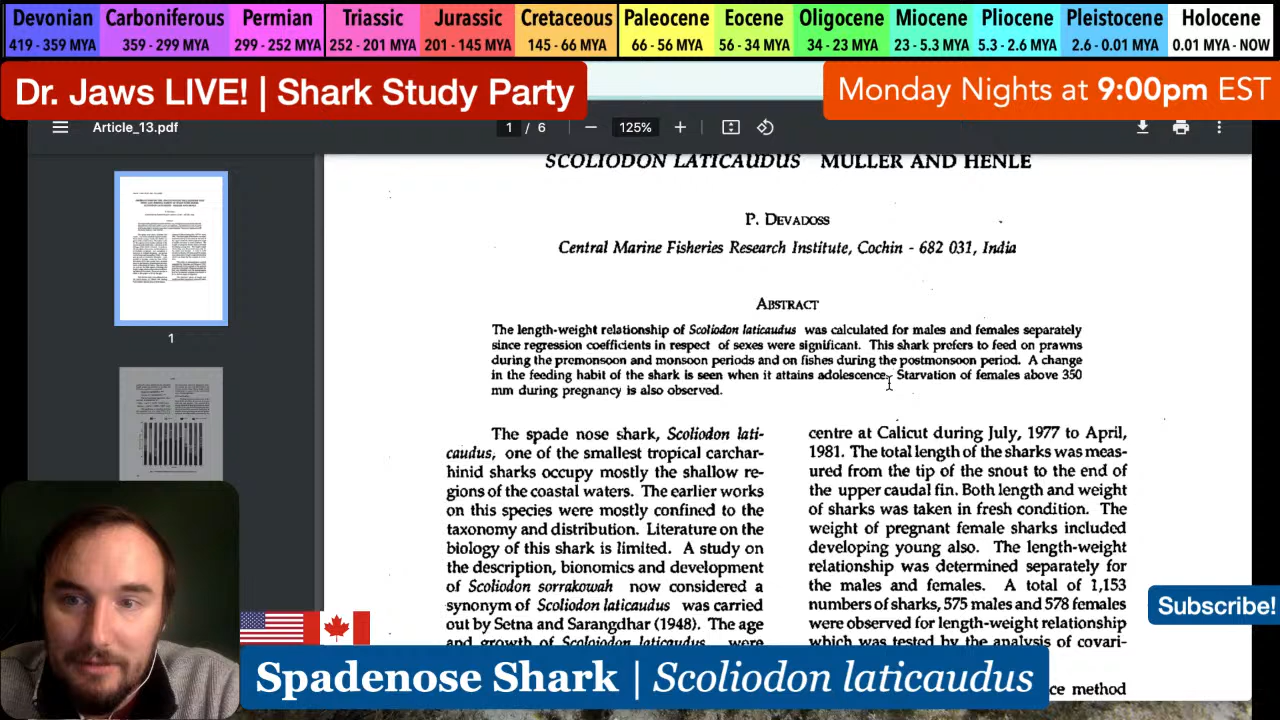 Devonian Carboniferous Permian Triassic Jurassic Cretaceous Paleocene Eocene Oligocene Miocene Pliocene Pleistocene Holocene
419 - 359 MYA 359 - 299 MYA 299 - 252 MYA 252 - 201 MYA 201 - 145 MYA 145 - 66 MYA 66 - 56 MYA 56 - 34 MYA 34 - 23 MYA 23 - 5.3 MYA 5.3 - 2.6 MYA 2.6 - 0.01 MYA 0.01 MYA - NOW
Dr. Jaws LIVE! | Shark Study Party
Monday Nights at 9:00pm EST
Article_13.pdf
1 / 6
125%
1
SCOLIODON LATICAUDUS MULLER AND HENLE
P. DEVADOSS
Central Marine Fisheries Research Institute, Cochin - 682 031, India
ABSTRACT
The length-weight relationship of Scoliodon laticaudus was calculated for males and females separately
since regression coefficients in respect of sexes were significant. This shark prefers to feed on prawns
during the premonsoon and monsoon periods and on fishes during the postmonsoon period. A change
in the feeding habit of the shark is seen when it attains adolescence. Starvation of females above 350
mm during pregnancy is also observed.
The spade nose shark, Scoliodon lati-
caudus, one of the smallest tropical carchar-
hinid sharks occupy mostly the shallow re-
gions of the coastal waters. The earlier works
on this species were mostly confined to the
taxonomy and distribution. Literature on the
biology of this shark is limited. A study on
the description, bionomics and development
of Scoliodon sorrakowah now considered a
synonym of Scoliodon laticaudus was carried
out by Setna and Sarangdhar (1948). The age
and growth of Scoloiodon laticaudus were
centre at Calicut during July, 1977 to April,
1981. The total length of the sharks was meas-
ured from the tip of the snout to the end of
the upper caudal fin. Both length and weight
of sharks was taken in fresh condition. The
weight of pregnant female sharks included
developing young also. The length-weight
relationship was determined separately for
the males and females. A total of 1,153
numbers of sharks, 575 males and 578 females
were observed for length-weight relationship
which was tested by the analysis of covari-
ce method
Subscribe!
Spadenose Shark | Scoliodon laticaudus